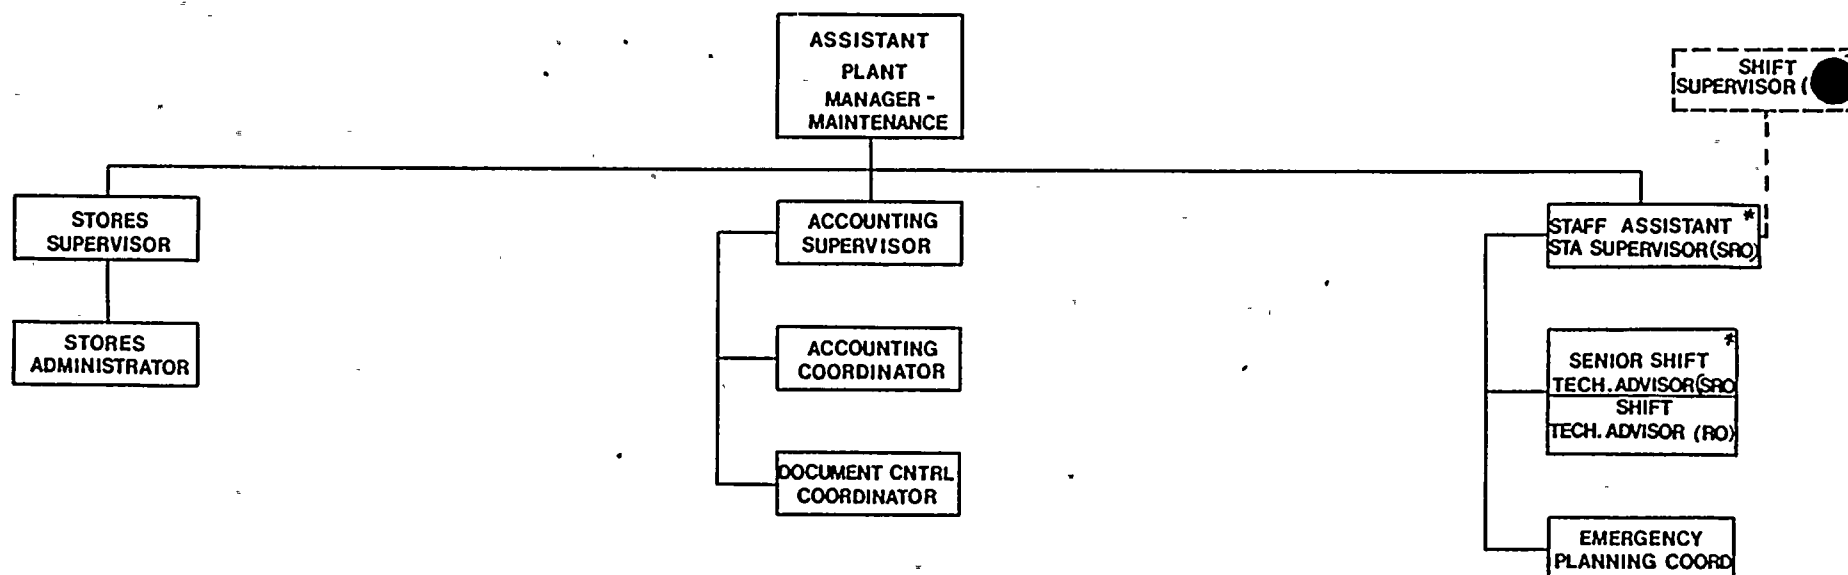 ASSISTANT
PLANT
MANAGER -
MAINTENANCE
SHIFT
SUPERVISOR (
STORES
SUPERVISOR
ACCOUNTING
SUPERVISOR
STAFF ASSISTANT *
STA SUPERVISOR(SRO)
STORES
ADMINISTRATOR
ACCOUNTING
COORDINATOR
*
SENIOR SHIFT
TECH. ADVISOR(SRO
SHIFT
TECH. ADVISOR (RO)
DOCUMENT CNTRL
COORDINATOR
EMERGENCY
PLANNING COORD